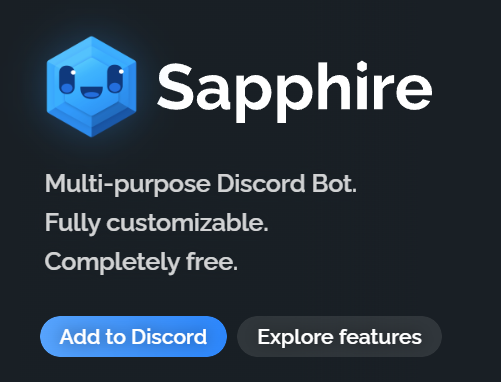 Sapphire
Multi-purpose Discord Bot.
Fully customizable.
Completely free.
Add to Discord
Explore features